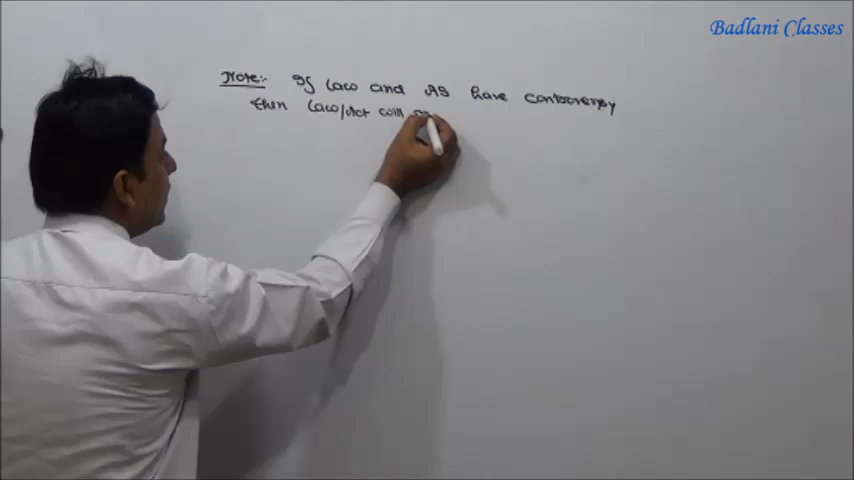 Badlani Classes
Note:- If Law and AS have controversy
then Law/Act will